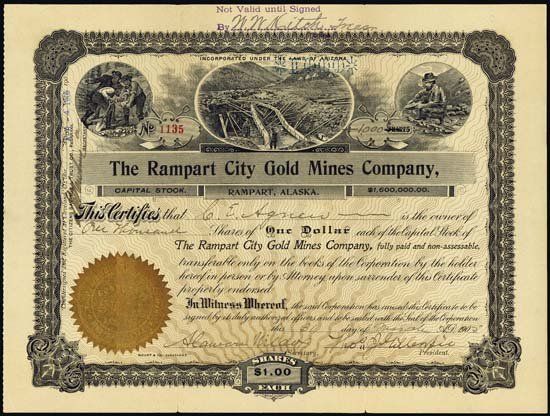 Not Valid until Signed
By
Treas
INCORPORATED UNDER THE LAWS OF ARIZONA
No 1135
1000 SHARES
The Rampart City Gold Mines Company,
CAPITAL STOCK. RAMPART, ALASKA. $1,500,000.00.
This Certifies that C. E. Agnew is the owner of
One Thousand Shares of One Dollar each of the Capital Stock of
The Rampart City Gold Mines Company, fully paid and non-assessable,
transferable only on the books of the Corporation by the holder
hereof in person or by Attorney upon surrender of this Certificate
properly endorsed.
In Witness Whereof, the said Corporation has caused this Certificate to be
signed by its duly authorized officers and to be sealed with the Seal of the Corporation
this day of A.D. 190
Secretary. President.
SHARES
$1.00
EACH